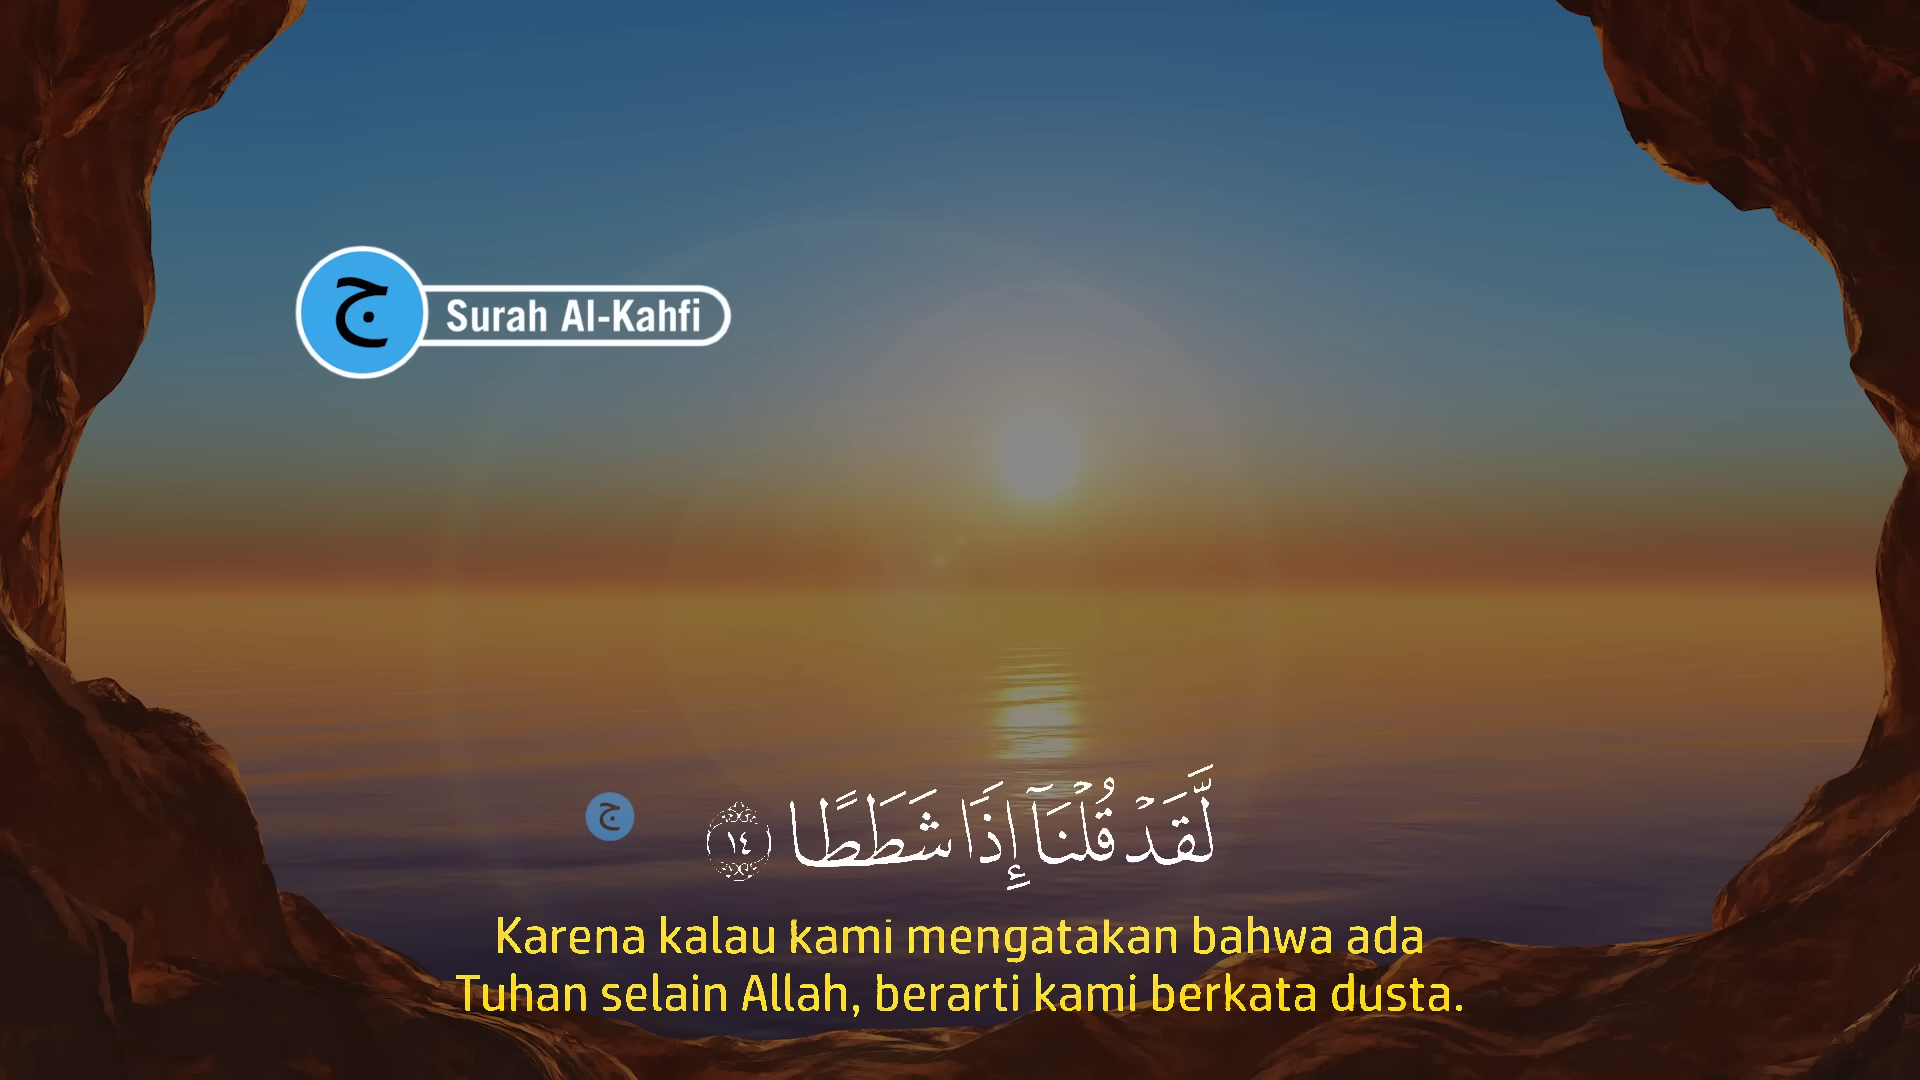 ج
Surah Al-Kahfi
ج
لَّقَدْ قُلْنَآ إِذًا شَطَطًا ١٤
Karena kalau kami mengatakan bahwa ada
Tuhan selain Allah, berarti kami berkata dusta.